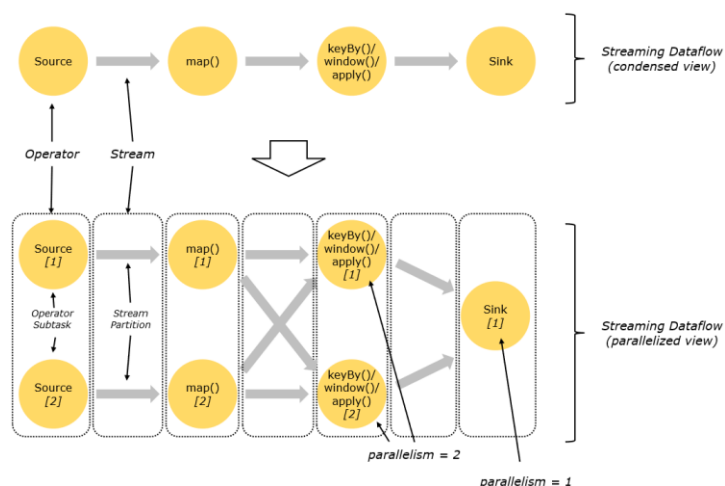 Source
map()
keyBy()/
window()/
apply()
Sink
Streaming Dataflow
(condensed view)
Operator
Stream
Source
[1]
map()
[1]
keyBy()/
window()/
apply()
[1]
Operator
Subtask
Stream
Partition
Sink
[1]
Streaming Dataflow
(parallelized view)
Source
[2]
map()
[2]
keyBy()/
window()/
apply()
[2]
parallelism = 2
parallelism = 1